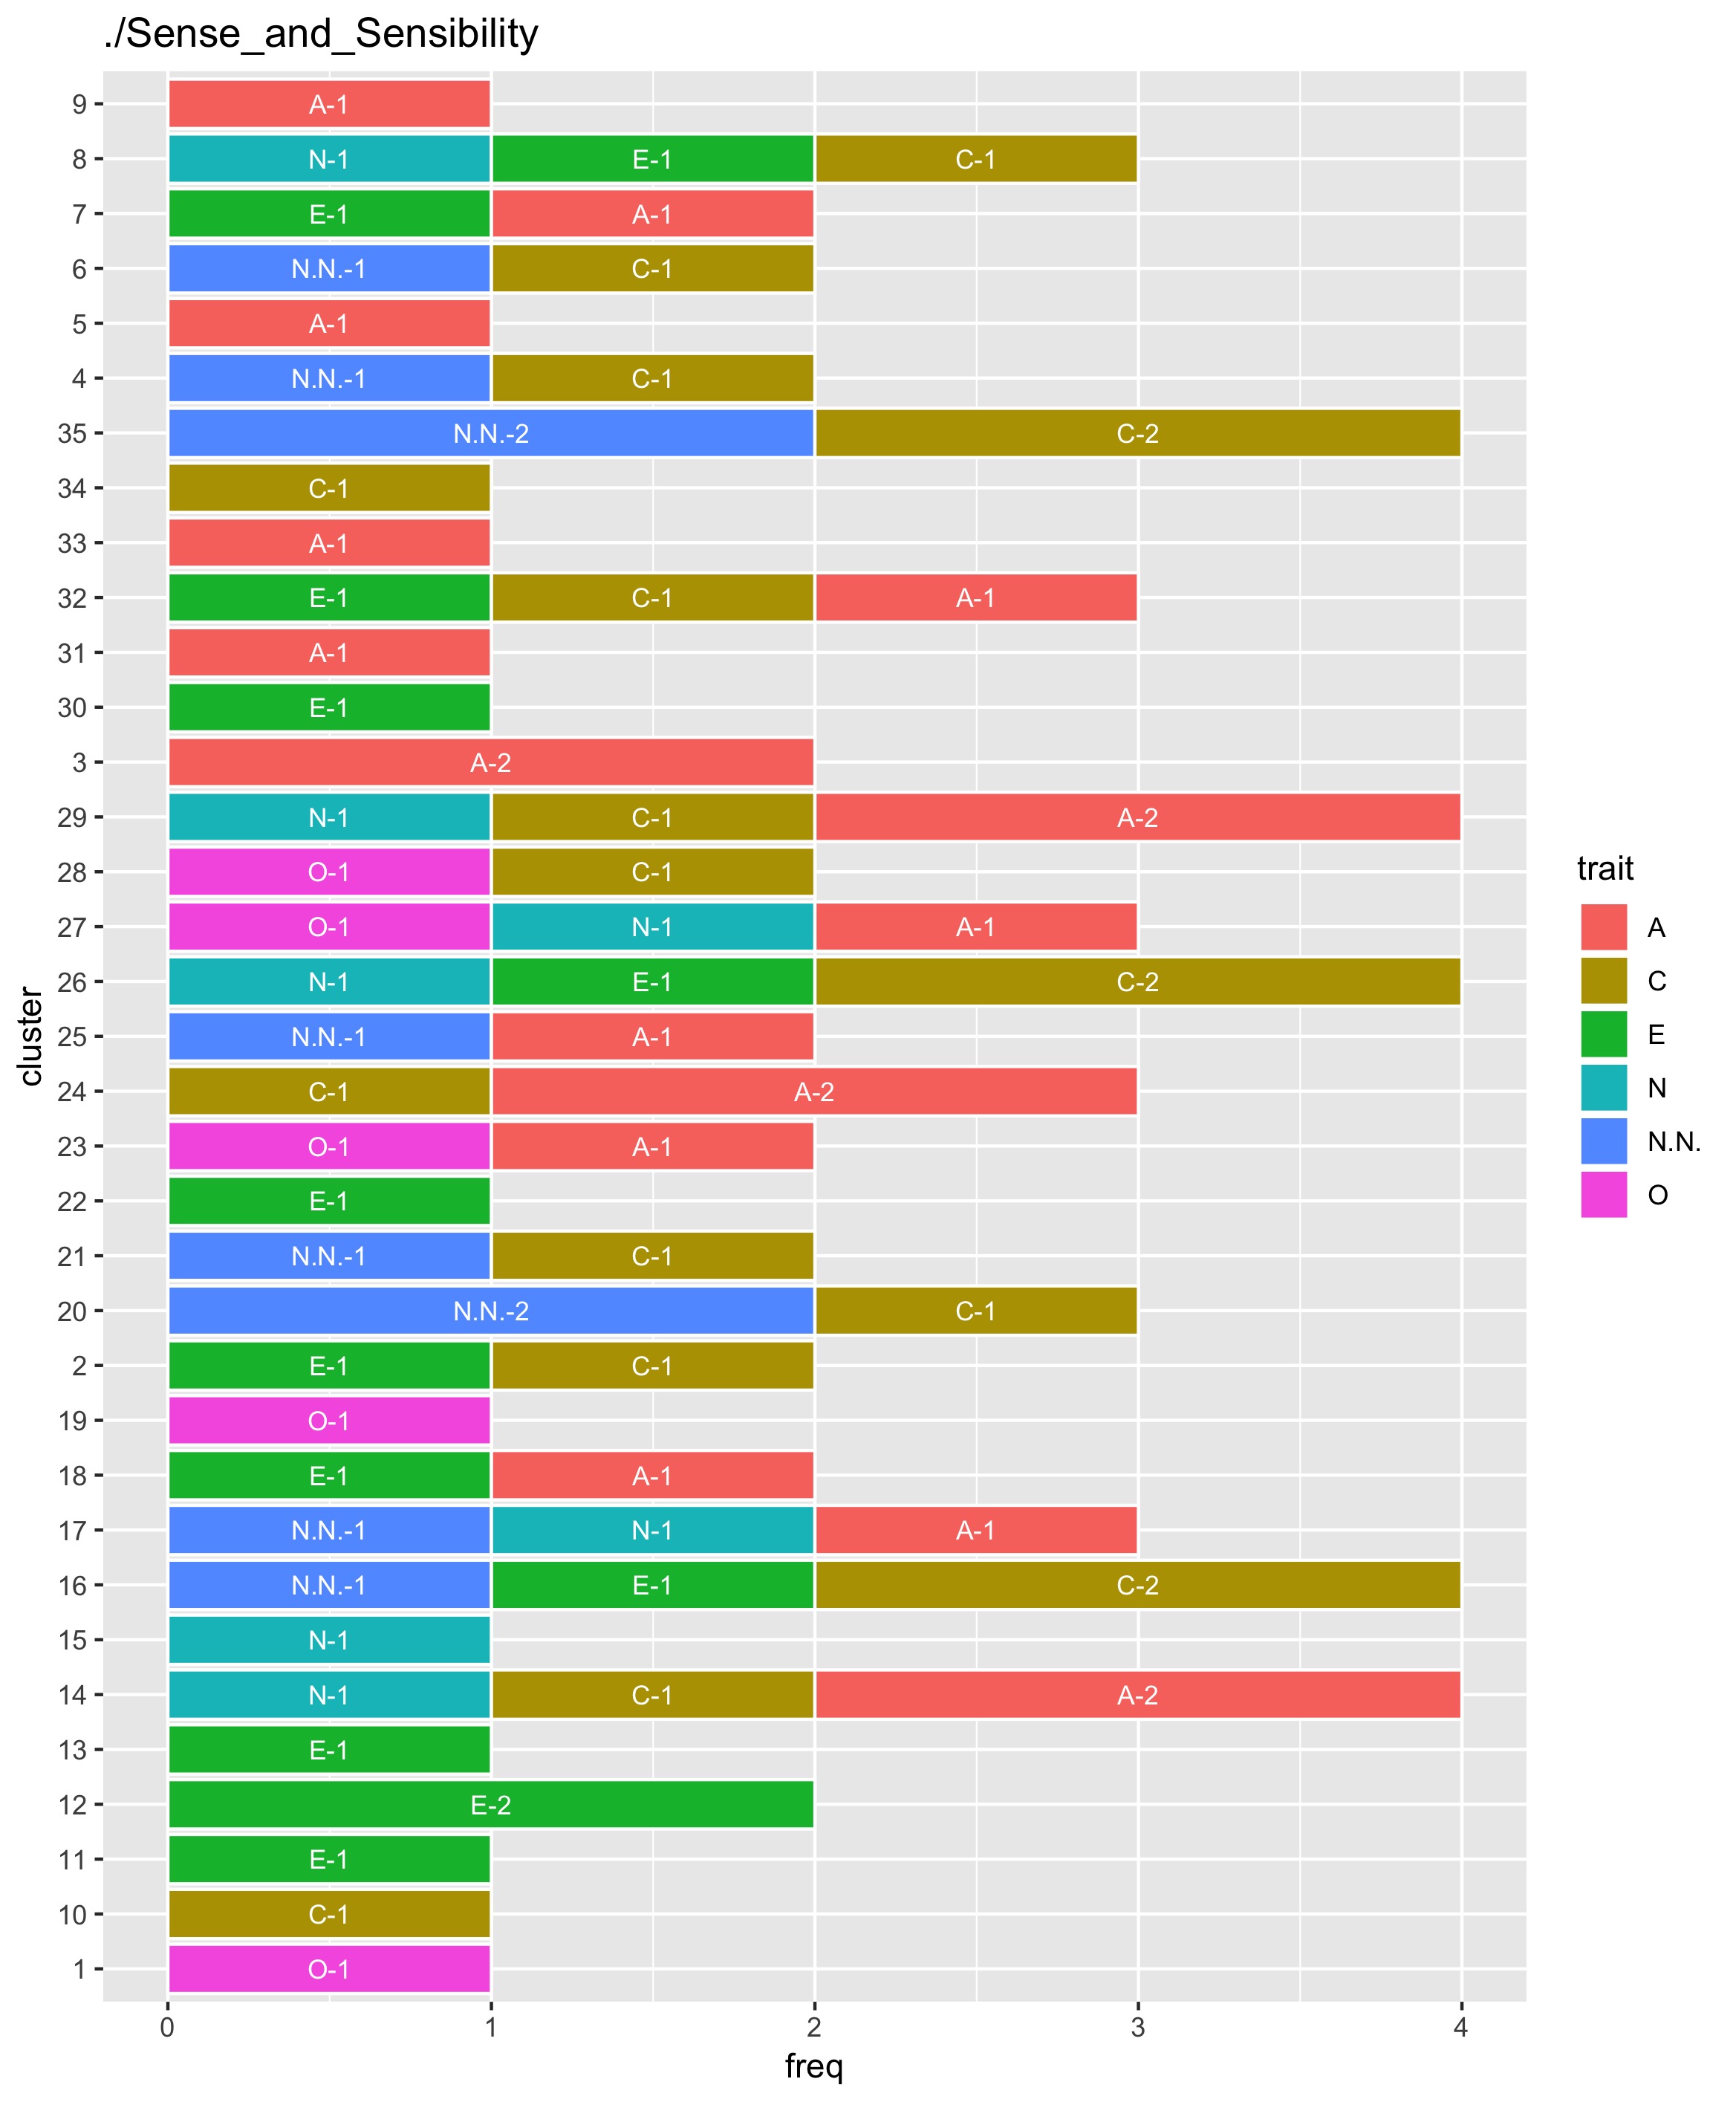 ./Sense_and_Sensibility
9 A-1
8 N-1 E-1 C-1
7 E-1 A-1
6 N.N.-1 C-1
5 A-1
4 N.N.-1 C-1
35 N.N.-2 C-2
34 C-1
33 A-1
32 E-1 C-1 A-1
31 A-1
30 E-1
3 A-2
29 N-1 C-1 A-2
28 O-1 C-1
27 O-1 N-1 A-1
26 N-1 E-1 C-2
25 N.N.-1 A-1
24 C-1 A-2
23 O-1 A-1
22 E-1
21 N.N.-1 C-1
20 N.N.-2 C-1
2 E-1 C-1
19 O-1
18 E-1 A-1
17 N.N.-1 N-1 A-1
16 N.N.-1 E-1 C-2
15 N-1
14 N-1 C-1 A-2
13 E-1
12 E-2
11 E-1
10 C-1
1 O-1
0 1 2 3 4
freq
cluster
trait
A
C
E
N
N.N.
O